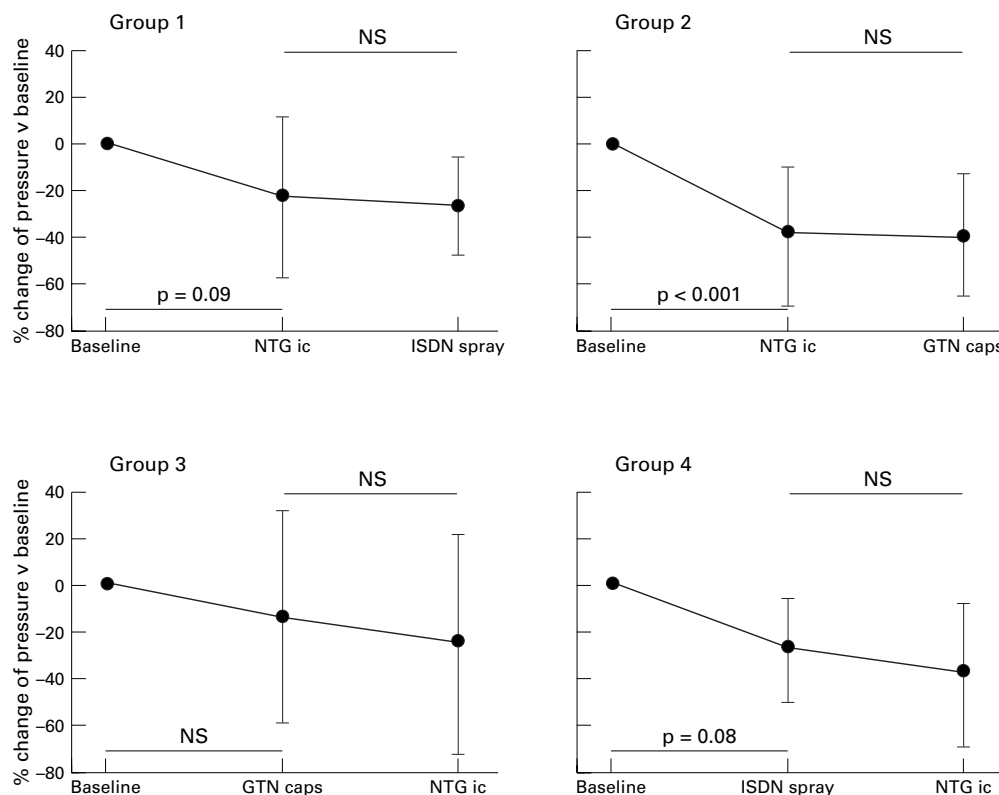 Group 1
NS
% change of pressure v baseline
40
20
0
–20
–40
–60
–80
p = 0.09
Baseline NTG ic ISDN spray
Group 2
NS
p < 0.001
Baseline NTG ic GTN caps
Group 3
NS
% change of pressure v baseline
40
20
0
–20
–40
–60
–80
NS
Baseline GTN caps NTG ic
Group 4
NS
p = 0.08
Baseline ISDN spray NTG ic